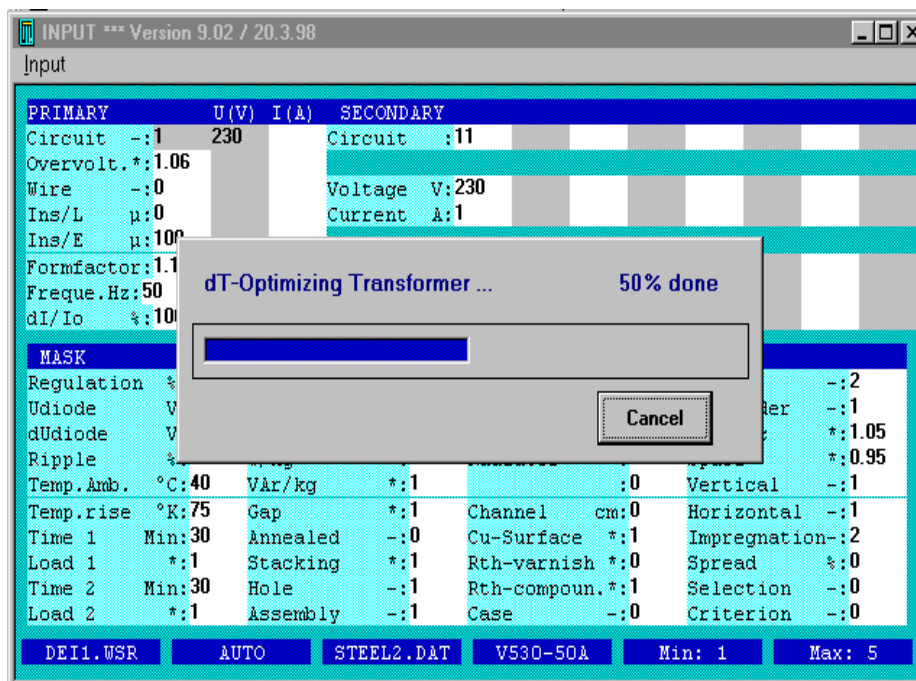 INPUT *** Version 9.02 / 20.3.98
Input
PRIMARY U(V) I(A) SECONDARY
Circuit -:1 230 Circuit :11
Overvolt.*:1.06
Wire -:0 Voltage V:230
Ins/L µ:0 Current A:1
Ins/E µ:100
Formfactor:1.1
Freque.Hz:50
dI/Io %:100
dT-Optimizing Transformer ... 50% done
Cancel
MASK
Regulation % -:2
Udiode V -:1
dUdiode V *:1.05
Ripple *:0.95
Temp.Amb. °C:40 VAr/kg *:1 :0 Vertical -:1
Temp.rise °K:75 Gap *:1 Channel cm:0 Horizontal -:1
Time 1 Min:30 Annealed -:0 Cu-Surface *:1 Impregnation-:2
Load 1 *:1 Stacking *:1 Rth-varnish *:0 Spread %:0
Time 2 Min:30 Hole -:1 Rth-compoun.*:1 Selection -:0
Load 2 *:1 Assembly -:1 Case -:0 Criterion -:0
DEI1.WSR AUTO STEEL2.DAT V530-50A Min: 1 Max: 5